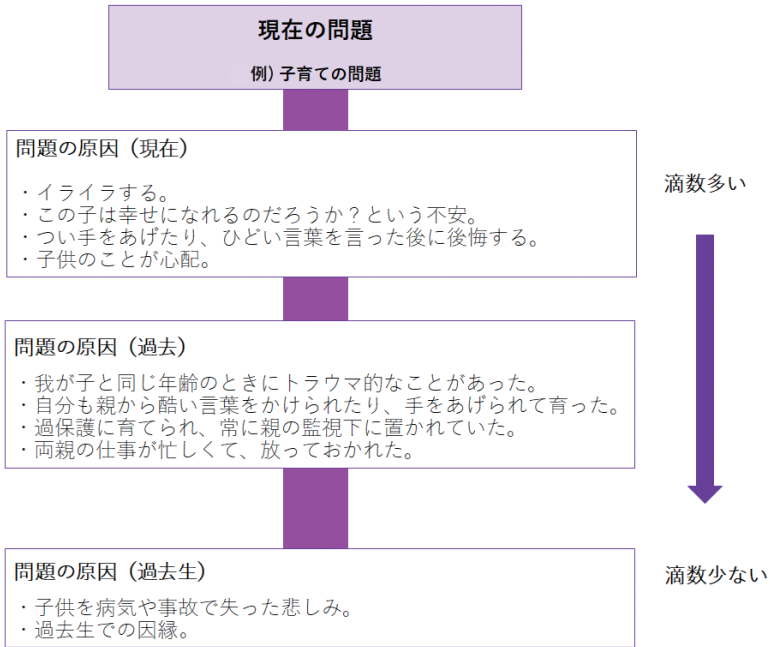 現在の問題
例) 子育ての問題
問題の原因（現在）
・イライラする。
・この子は幸せになれるのだろうか？という不安。
・つい手をあげたり、ひどい言葉を言った後に後悔する。
・子供のことが心配。
滴数多い
問題の原因（過去）
・我が子と同じ年齢のときにトラウマ的なことがあった。
・自分も親から酷い言葉をかけられたり、手をあげられて育った。
・過保護に育てられ、常に親の監視下に置かれていた。
・両親の仕事が忙しくて、放っておかれた。
問題の原因（過去生）
・子供を病気や事故で失った悲しみ。
・過去生での因縁。
滴数少ない